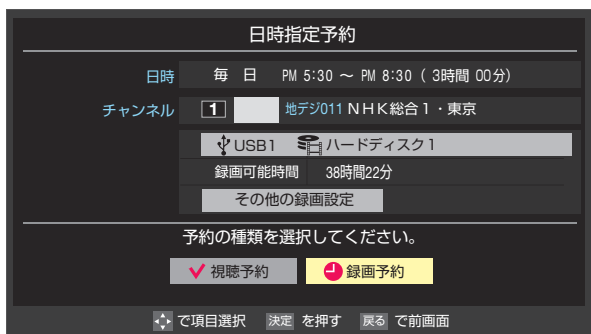 日時指定予約
日時 毎 日 PM 5:30 ～ PM 8:30 ( 3時間 00分)
チャンネル 1 地デジ011 NHK総合1・東京
USB1 ハードディスク1
録画可能時間 38時間22分
その他の録画設定
予約の種類を選択してください。
視聴予約 録画予約
で項目選択 決定 を押す 戻る で前画面